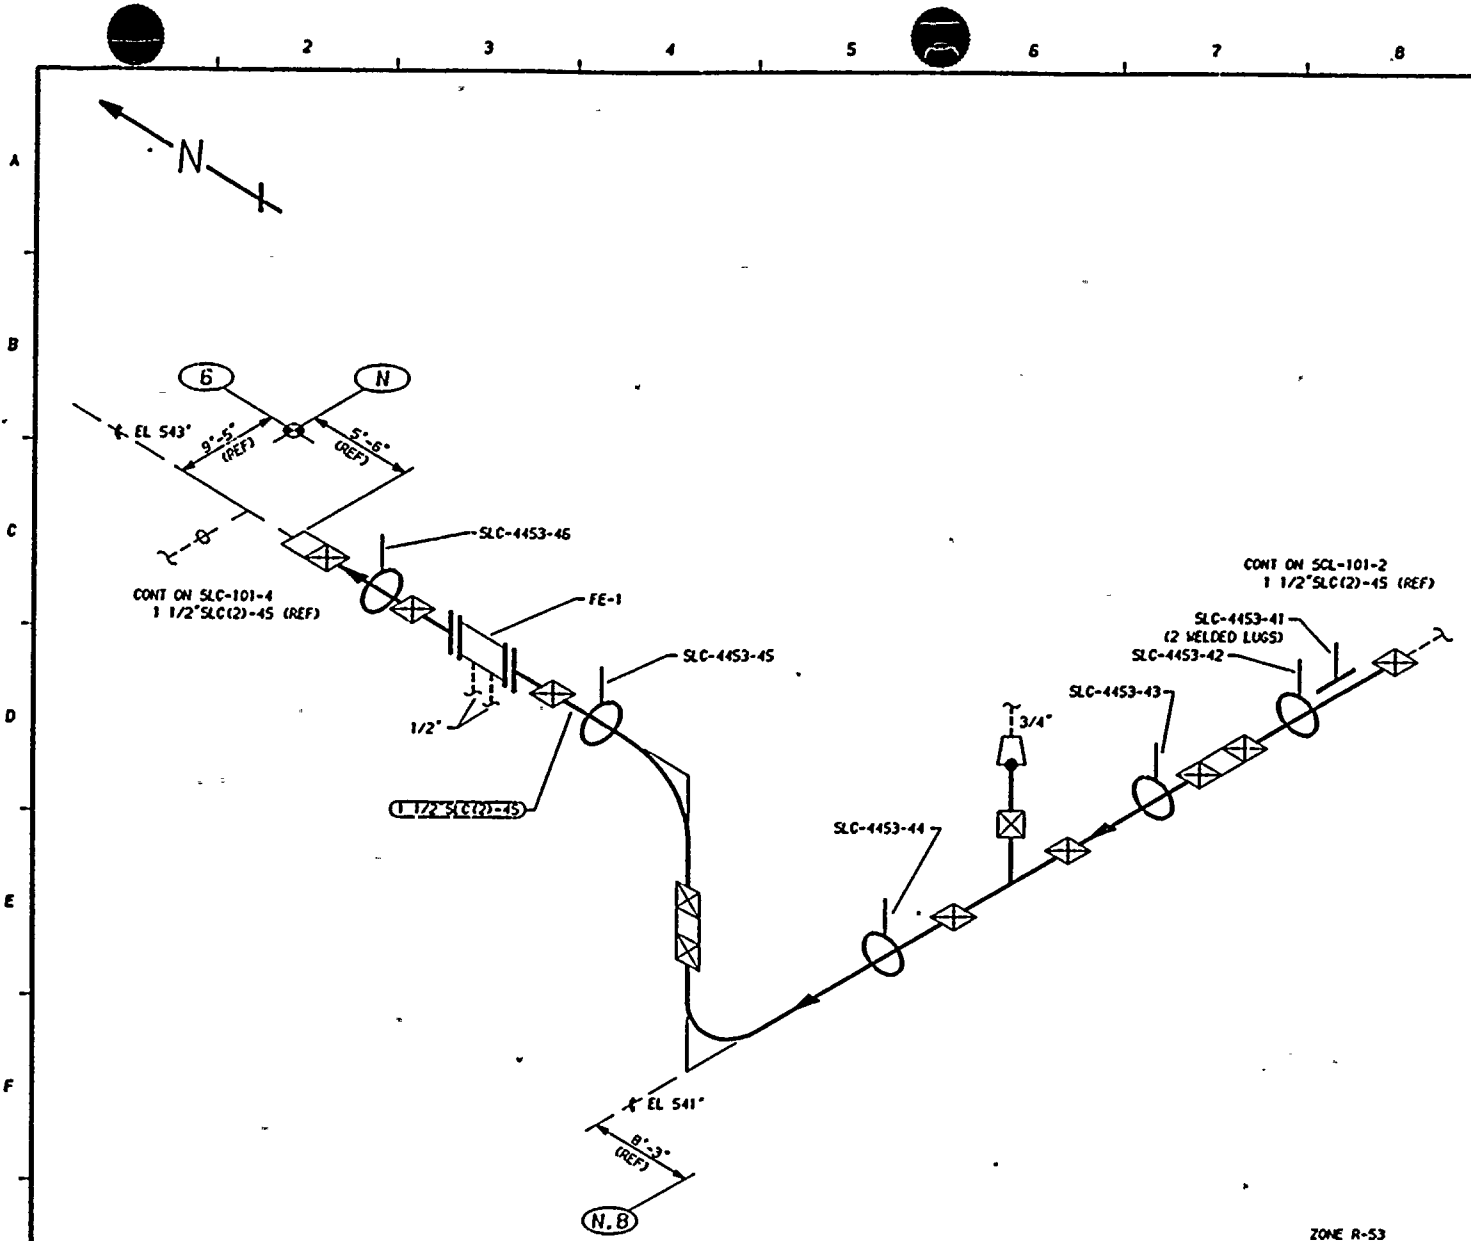 2 3 4 5 6 7 8
A
N
B
6 N
EL 543'
9'-5"
(REF)
5'-6"
(REF)
C
SLC-4453-46
CONT ON SLC-101-4
1 1/2"SLC(2)-4S (REF)
FE-1
CONT ON SCL-101-2
1 1/2"SLC(2)-4S (REF)
SLC-4453-41
(2 WELDED LUGS)
SLC-4453-42
SLC-4453-45
SLC-4453-43
D
1/2"
3/4"
1 1/2"SLC(2)-4S
SLC-4453-44
E
F
EL 541'
8'-3"
(REF)
N.8
ZONE R-53